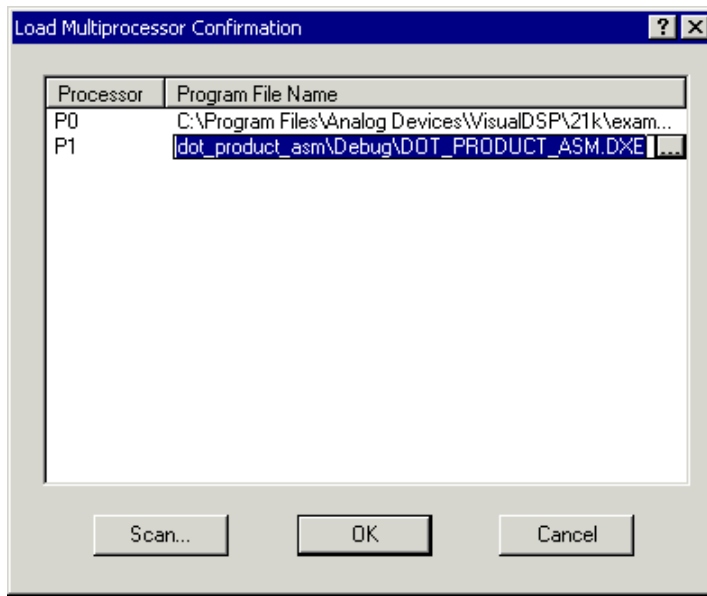 Load Multiprocessor Confirmation
Processor Program File Name
P0 C:\Program Files\Analog Devices\VisualDSP\21k\exam...
P1 dot_product_asm\Debug\DOT_PRODUCT_ASM.DXE ...
Scan... OK Cancel